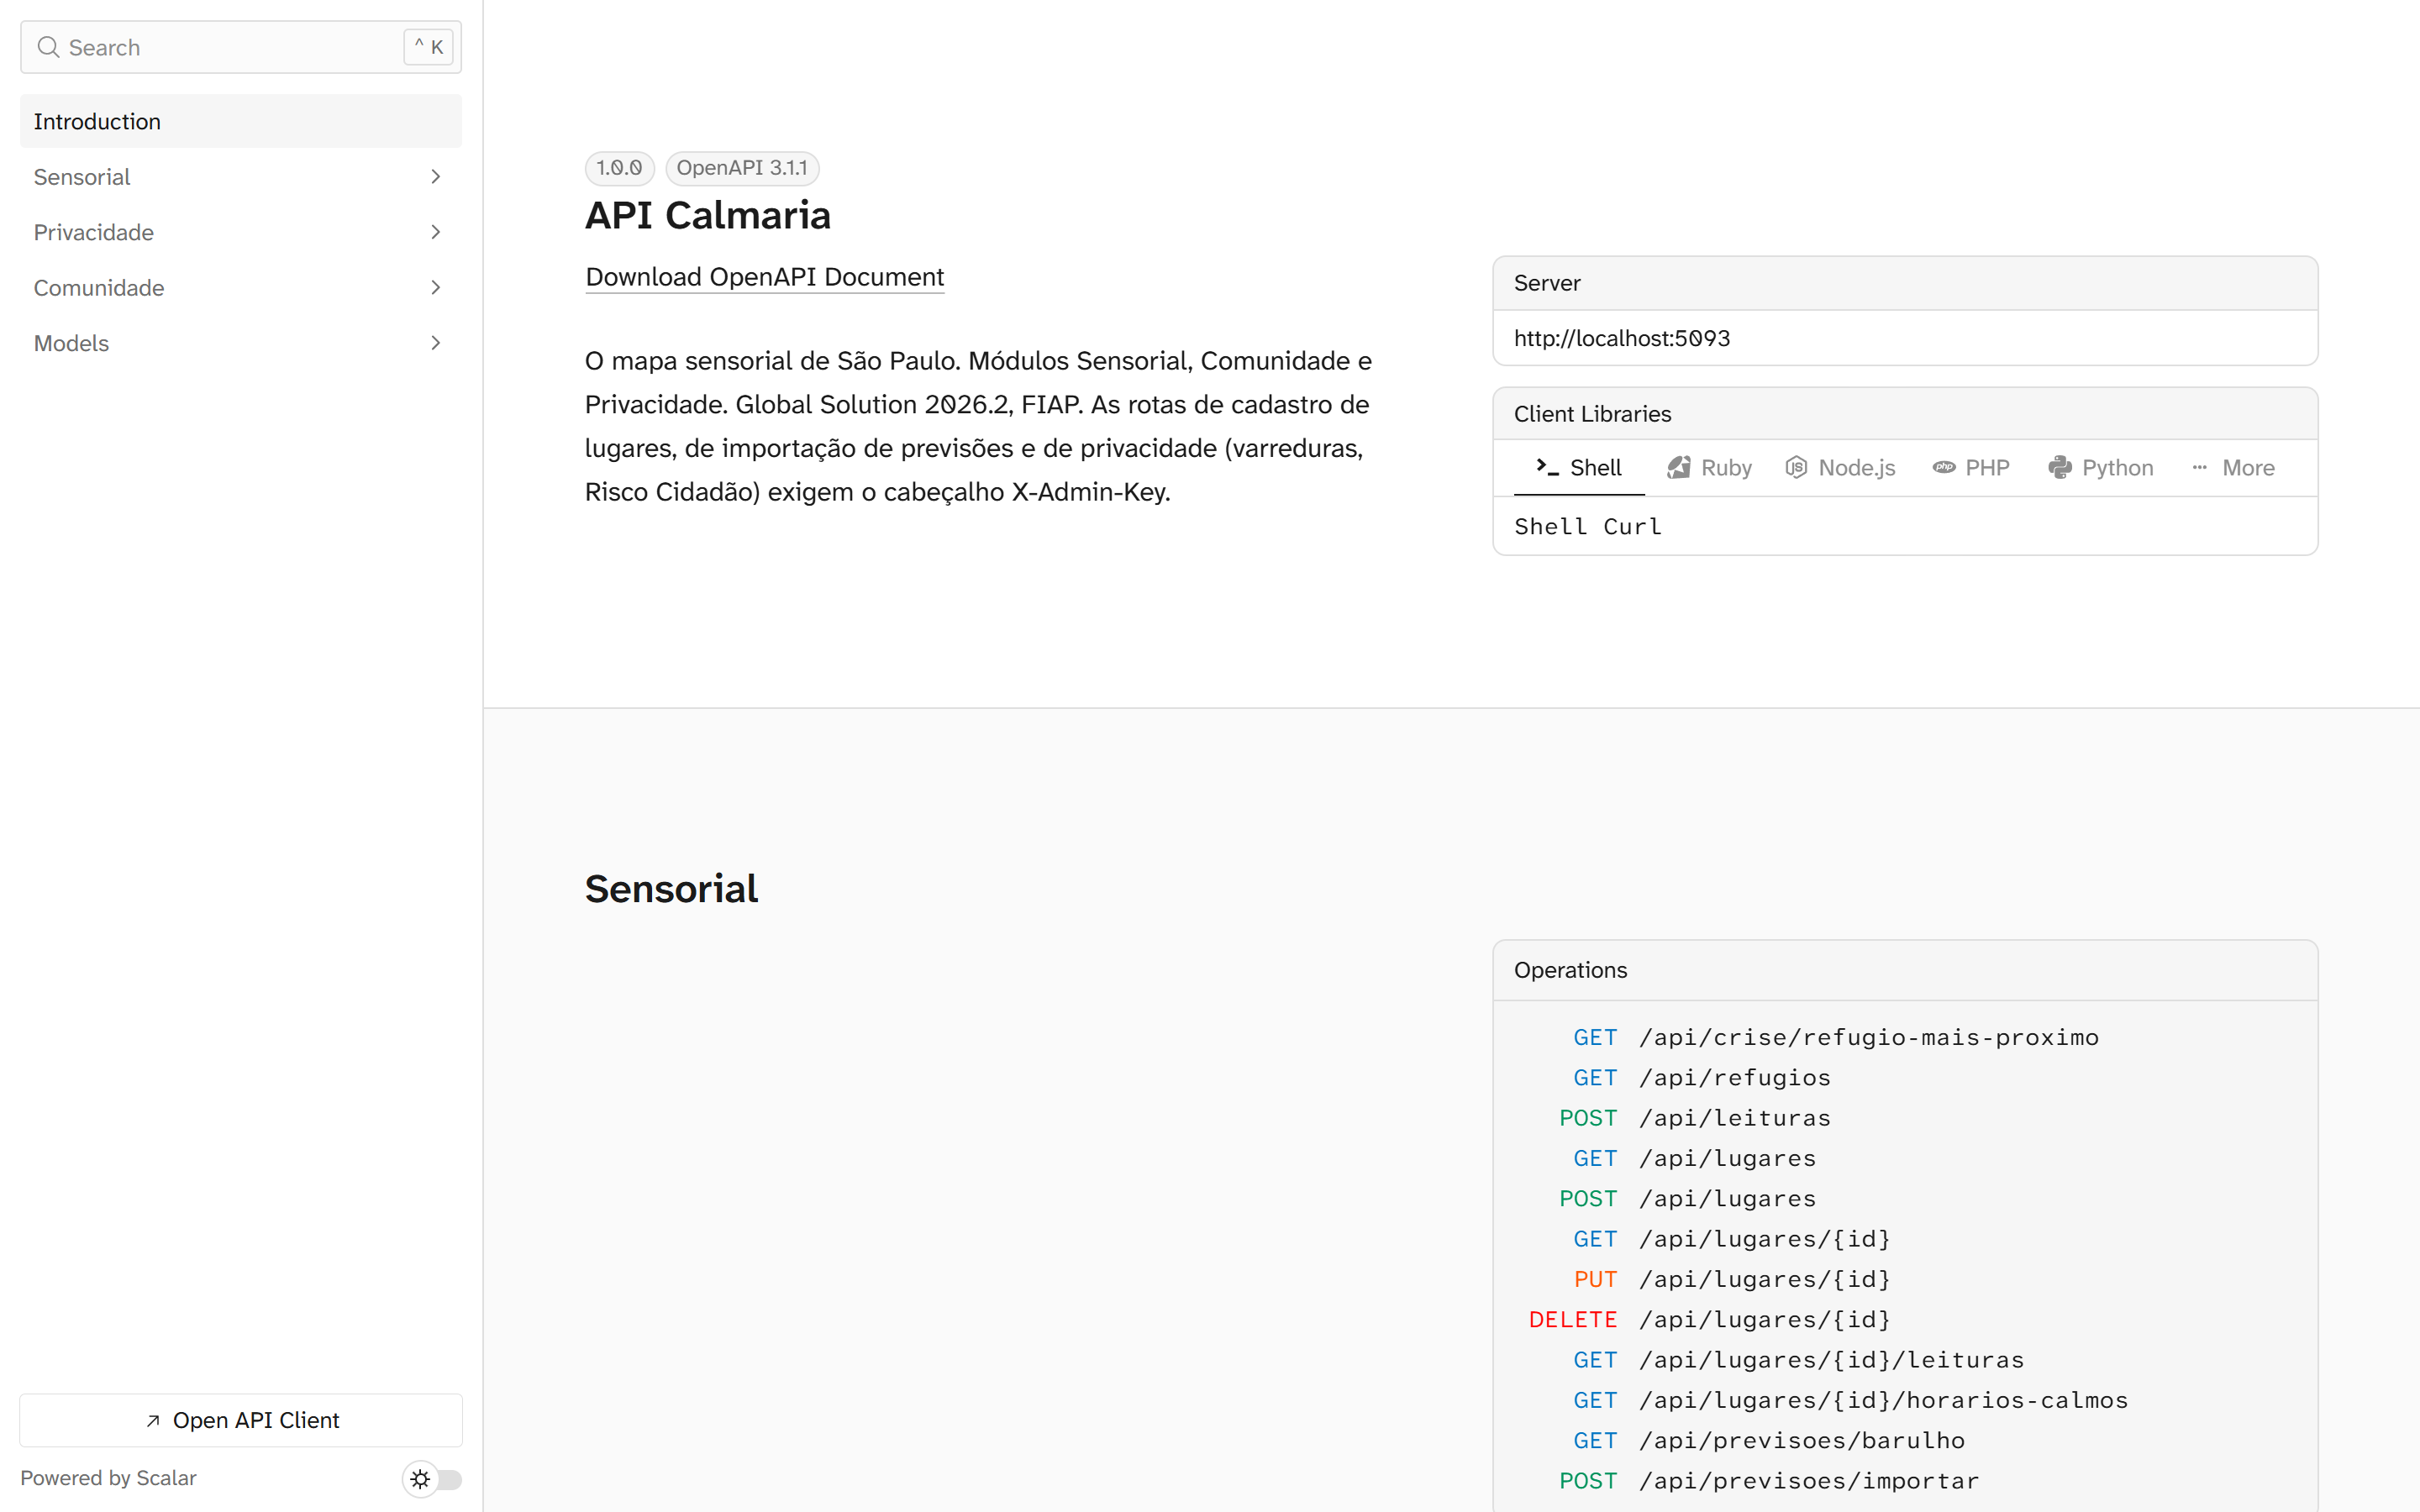 Search
^ K
Introduction
Sensorial
Privacidade
Comunidade
Models
Open API Client
Powered by Scalar
1.0.0
OpenAPI 3.1.1
API Calmaria
Download OpenAPI Document
O mapa sensorial de São Paulo. Módulos Sensorial, Comunidade e
Privacidade. Global Solution 2026.2, FIAP. As rotas de cadastro de
lugares, de importação de previsões e de privacidade (varreduras,
Risco Cidadão) exigem o cabeçalho X-Admin-Key.
Server
http://localhost:5093
Client Libraries
Shell Ruby Node.js PHP Python More
Shell Curl
Sensorial
Operations
GET /api/crise/refugio-mais-proximo
GET /api/refugios
POST /api/leituras
GET /api/lugares
POST /api/lugares
GET /api/lugares/{id}
PUT /api/lugares/{id}
DELETE /api/lugares/{id}
GET /api/lugares/{id}/leituras
GET /api/lugares/{id}/horarios-calmos
GET /api/previsoes/barulho
POST /api/previsoes/importar